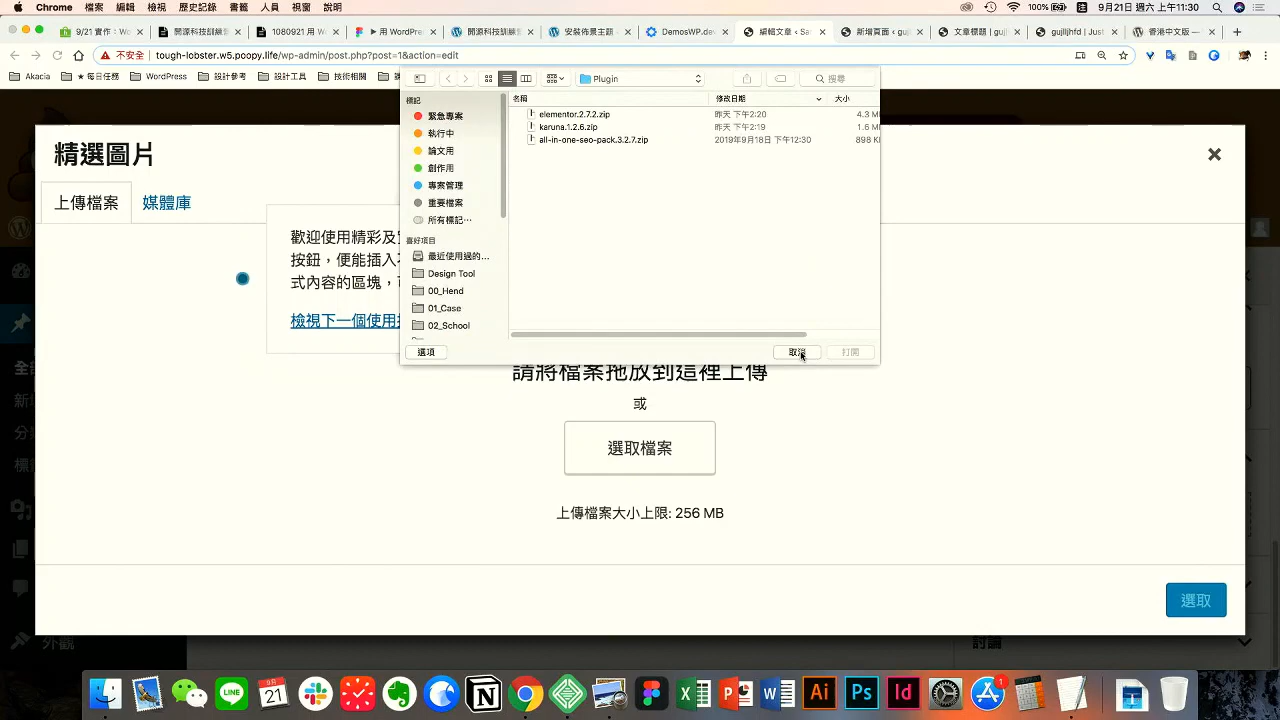 Chrome 檔案 編輯 檢視 歷史記錄 書籤 人員 視窗 說明 100% 9月21日 週六 上午11:30
9/21 實作：W
開源科技訓練
1080921 用 W
▶ 用 WordPre
開源科技訓練
安裝佈景主題
DemosWP.de
編輯文章 ‹ Sa
新增頁面 ‹ guj
文章標題 | guji
gujlljhfd | Just
香港中文版 —
不安全 tough-lobster.w5.poopy.life/wp-admin/post.php?post=1&action=edit
Akacia ★ 每日任務 WordPress 設計參考 設計工具 技術相關
Plugin 搜尋
標記 名稱 修改日期 大小
緊急專案
執行中
論文用
創作用
專案管理
重要檔案
所有標記…
喜好項目
最近使用過的…
Design Tool
00_Hend
01_Case
02_School
elementor.2.7.2.zip 昨天 下午2:20 4.3 M
karuna.1.2.6.zip 昨天 下午2:19 1.6 M
all-in-one-seo-pack.3.2.7.zip 2019年9月18日 下午12:30 898 K
選項 取消 打開
精選圖片
上傳檔案 媒體庫
歡迎使用精彩及
按鈕，便能插入
式內容的區塊，
檢視下一個使用
請將檔案拖放到這裡上傳
或
選取檔案
上傳檔案大小上限: 256 MB
選取
外觀 討論
LINE
9月
21
N
Ai Ps Id
1